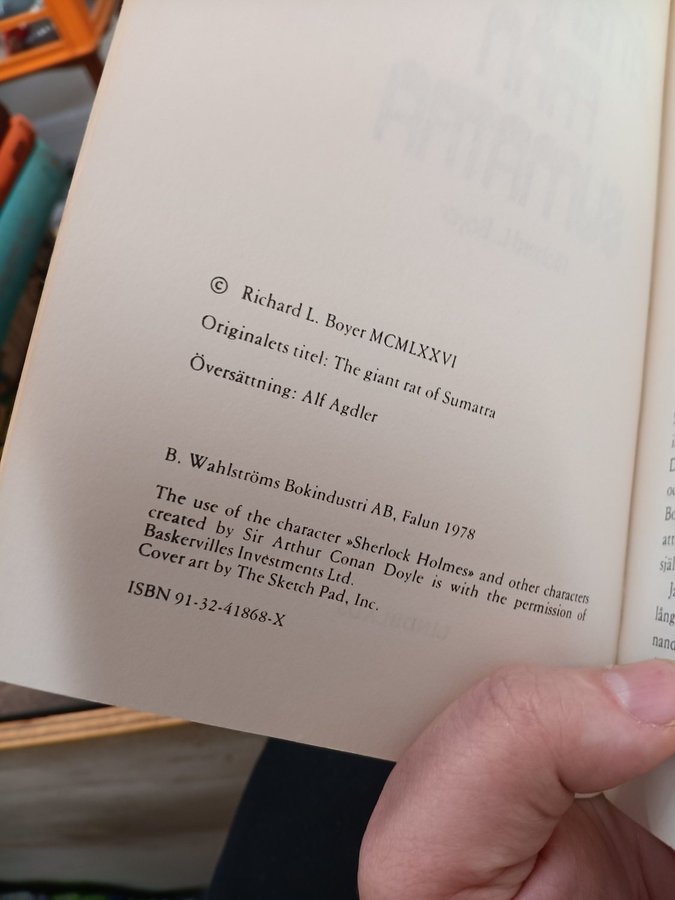 © Richard L. Boyer MCMLXXVI
Originalets titel: The giant rat of Sumatra
Översättning: Alf Agdler
B. Wahlströms Bokindustri AB, Falun 1978
The use of the character »Sherlock Holmes» and other characters
created by Sir Arthur Conan Doyle is with the permission of
Baskervilles Investments Ltd.
Cover art by The Sketch Pad, Inc.
ISBN 91-32-41868-X